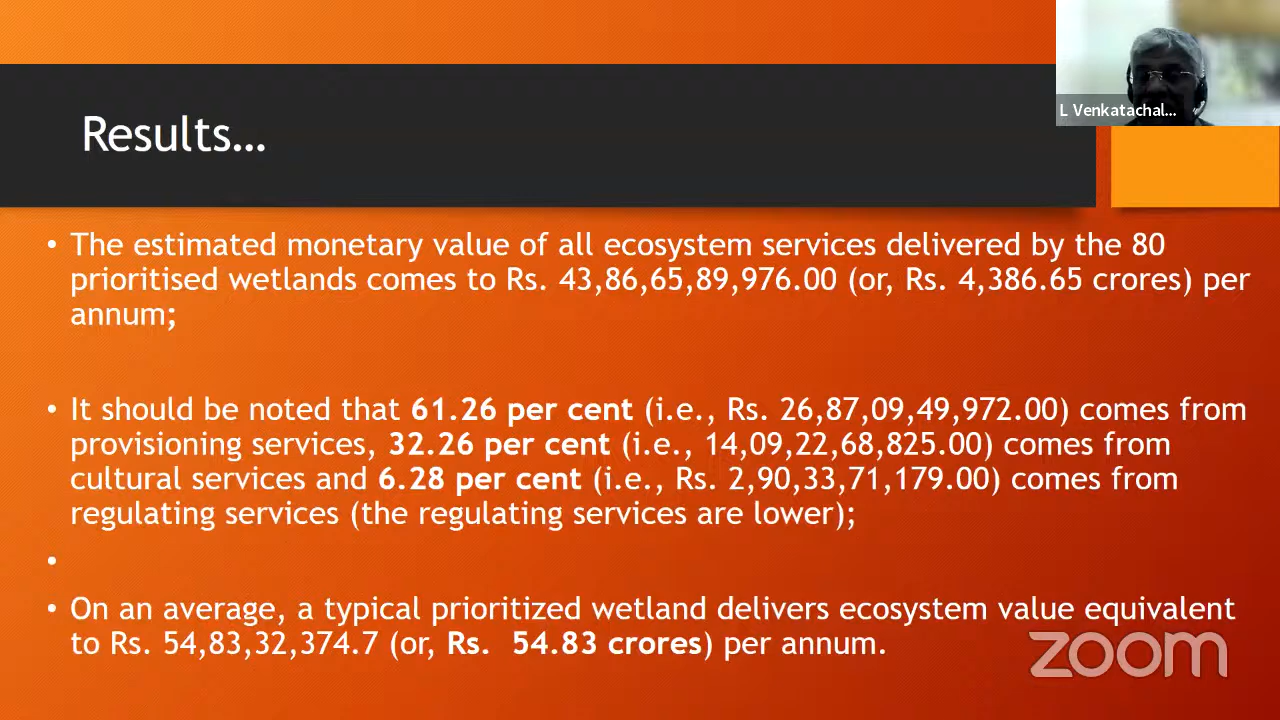 L Venkatachal...
Results...
• The estimated monetary value of all ecosystem services delivered by the 80
prioritised wetlands comes to Rs. 43,86,65,89,976.00 (or, Rs. 4,386.65 crores) per
annum;
• It should be noted that 61.26 per cent (i.e., Rs. 26,87,09,49,972.00) comes from
provisioning services, 32.26 per cent (i.e., 14,09,22,68,825.00) comes from
cultural services and 6.28 per cent (i.e., Rs. 2,90,33,71,179.00) comes from
regulating services (the regulating services are lower);
•
• On an average, a typical prioritized wetland delivers ecosystem value equivalent
to Rs. 54,83,32,374.7 (or, Rs. 54.83 crores) per annum.
zoom